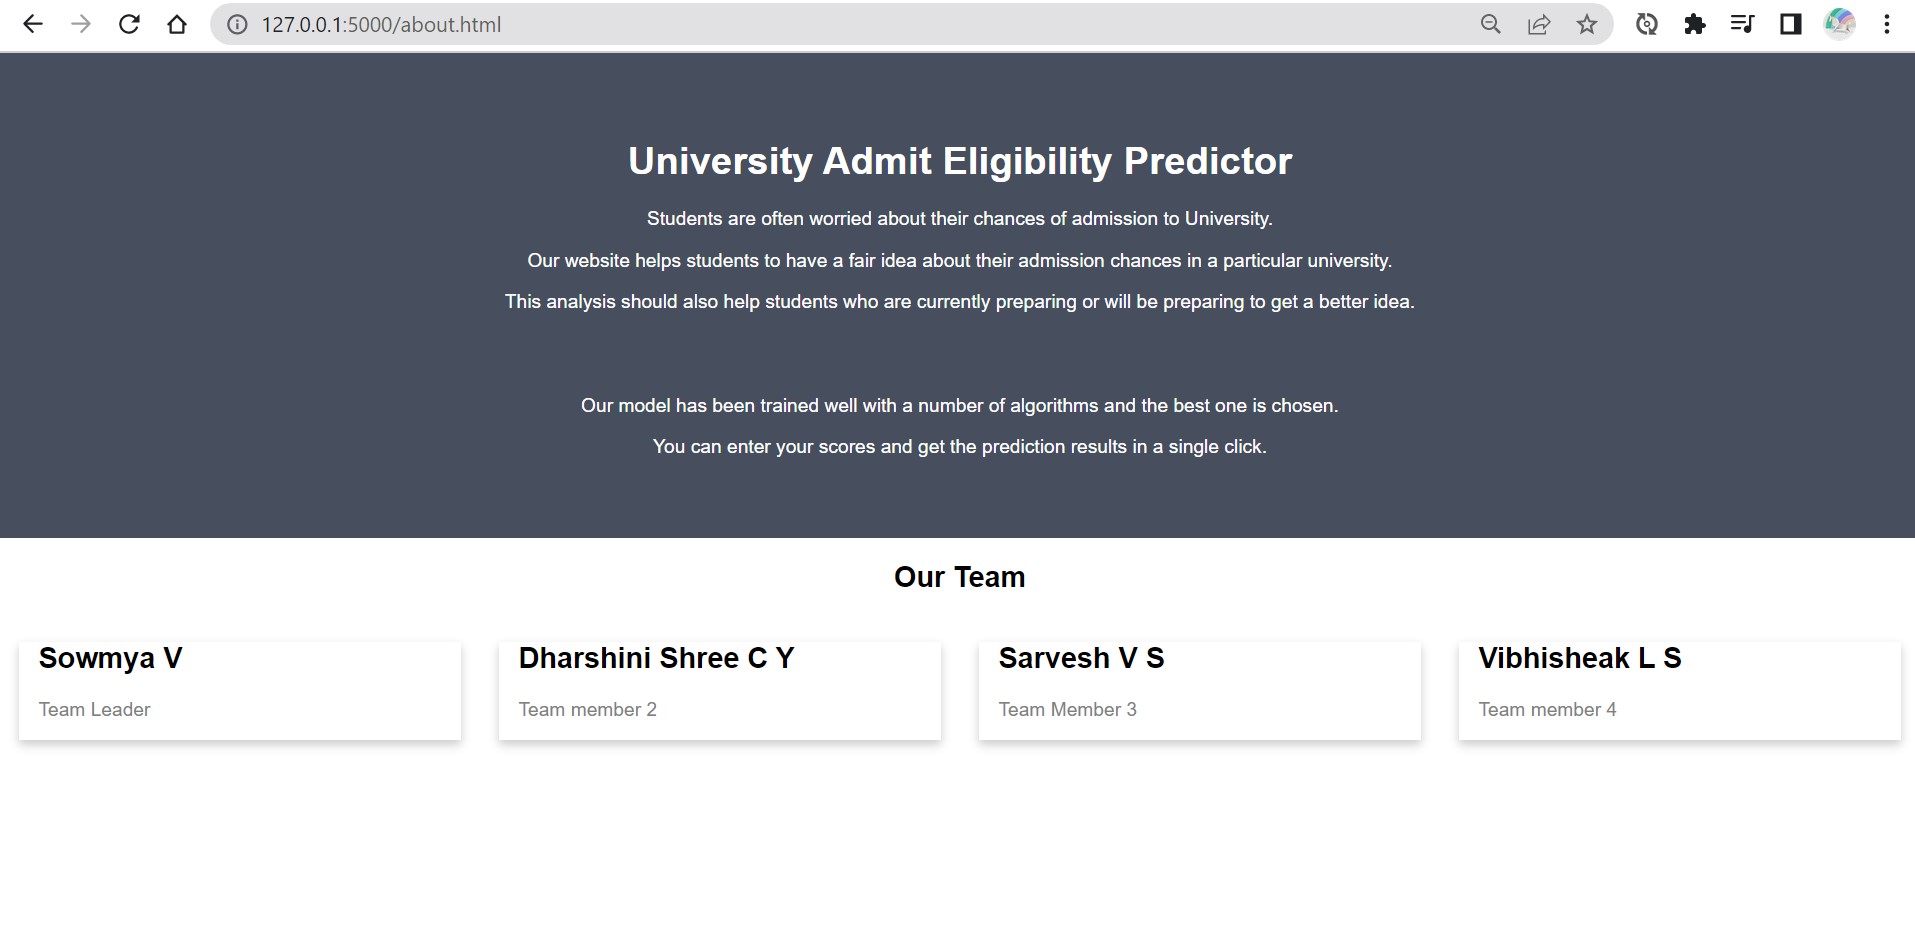 127.0.0.1:5000/about.html
University Admit Eligibility Predictor
Students are often worried about their chances of admission to University.
Our website helps students to have a fair idea about their admission chances in a particular university.
This analysis should also help students who are currently preparing or will be preparing to get a better idea.
Our model has been trained well with a number of algorithms and the best one is chosen.
You can enter your scores and get the prediction results in a single click.
Our Team
Sowmya V
Team Leader
Dharshini Shree C Y
Team member 2
Sarvesh V S
Team Member 3
Vibhisheak L S
Team member 4